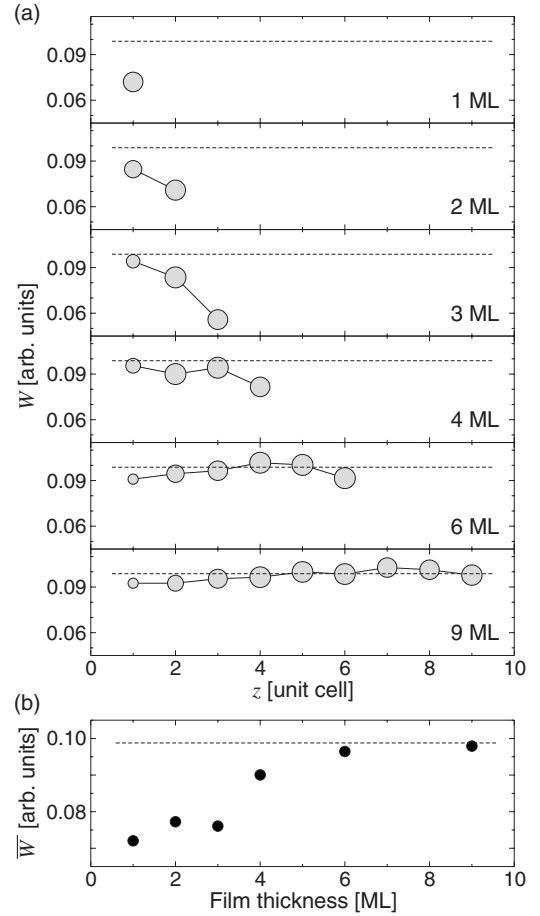 (a)
0.09
0.06
1 ML
0.09
0.06
2 ML
0.09
0.06
3 ML
W [arb. units]
0.09
0.06
4 ML
0.09
0.06
6 ML
0.09
0.06
9 ML
0 2 4 6 8 10
z [unit cell]
(b)
0.10
0.08
W̅ [arb. units]
0 2 4 6 8 10
Film thickness [ML]